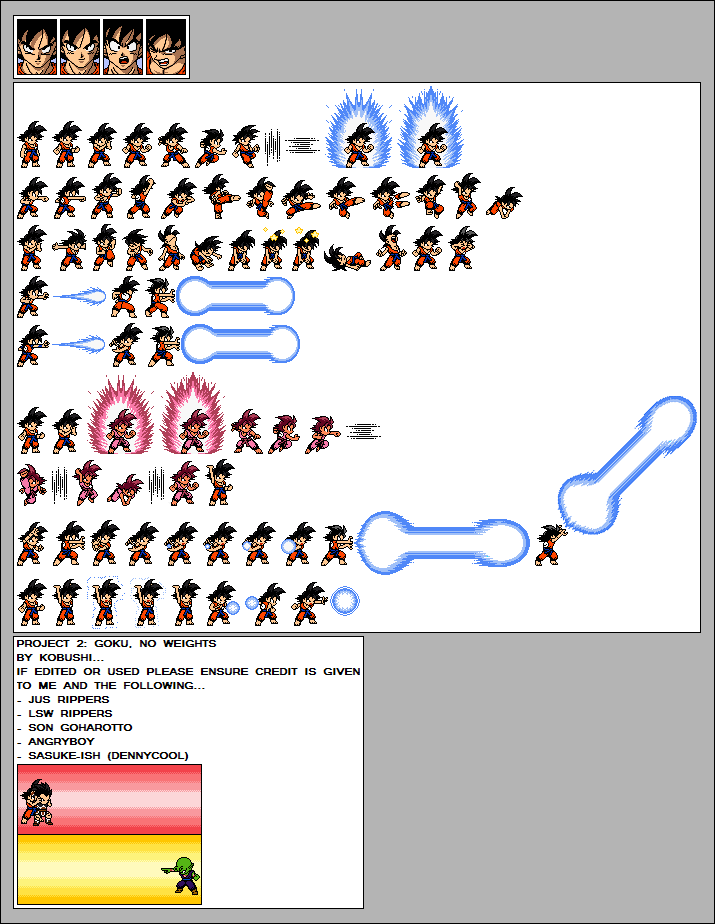 PROJECT 2: GOKU, NO WEIGHTS
BY KOBUSHI...
IF EDITED OR USED PLEASE ENSURE CREDIT IS GIVEN
TO ME AND THE FOLLOWING...
- JUS RIPPERS
- LSW RIPPERS
- SON GOHAROTTO
- ANGRYBOY
- SASUKE-ISH (DENNYCOOL)